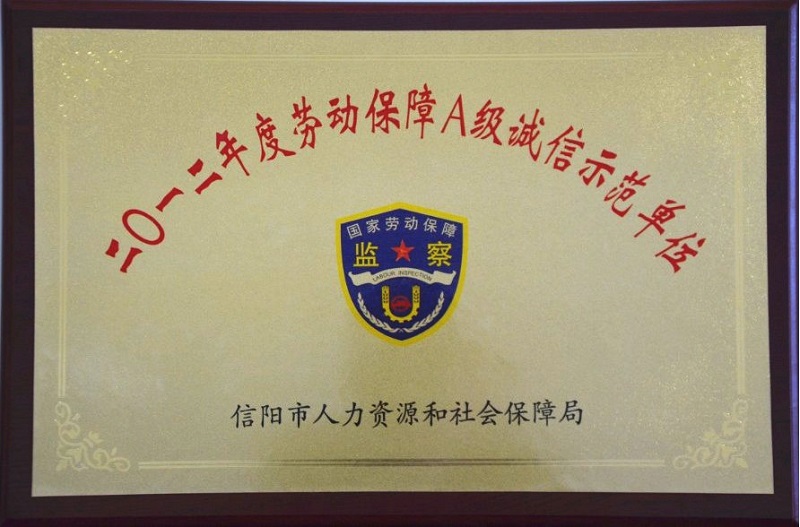 二〇一二年度劳动保障A级诚信示范单位
国家劳动保障
监察
LABOUR INSPECTION
信阳市人力资源和社会保障局